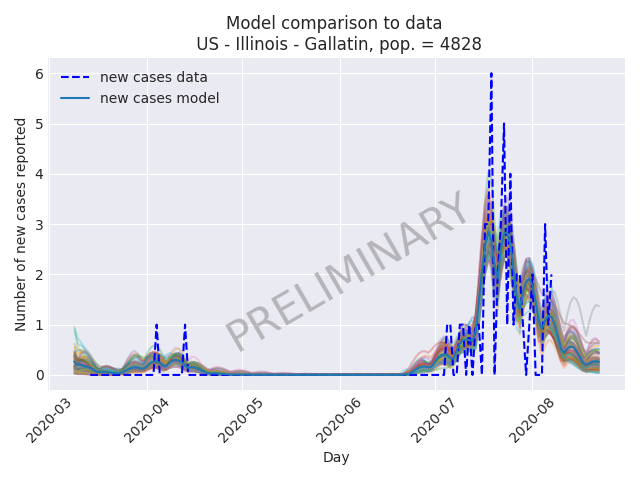 Model comparison to data
US - Illinois - Gallatin, pop. = 4828
new cases data
new cases model
Number of new cases reported
6
5
4
3
2
1
0
PRELIMINARY
2020-03
2020-04
2020-05
2020-06
2020-07
2020-08
Day